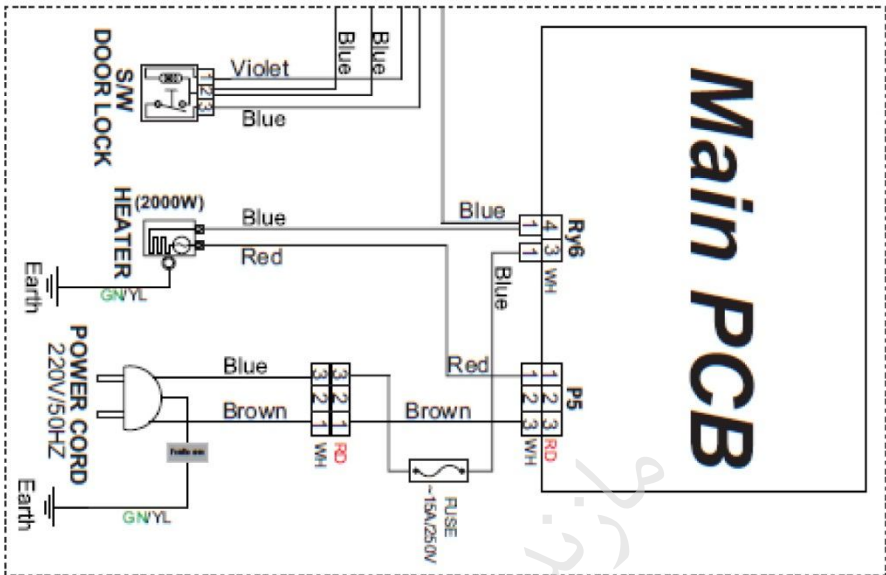 Main PCB
DOOR LOCK
S/W
1
2
3
Violet
Blue
Blue
Blue
HEATER
(2000W)
Blue
Red
Blue
1
4
1
3
Ry6
WH
Blue
Earth
GN/YL
POWER CORD
220V/50HZ
Blue
Brown
3
2
1
3
2
1
WH
RD
Brown
Red
1
2
3
1
2
3
P5
WH
RD
FUSE
~15A/250V
Earth
GN/YL